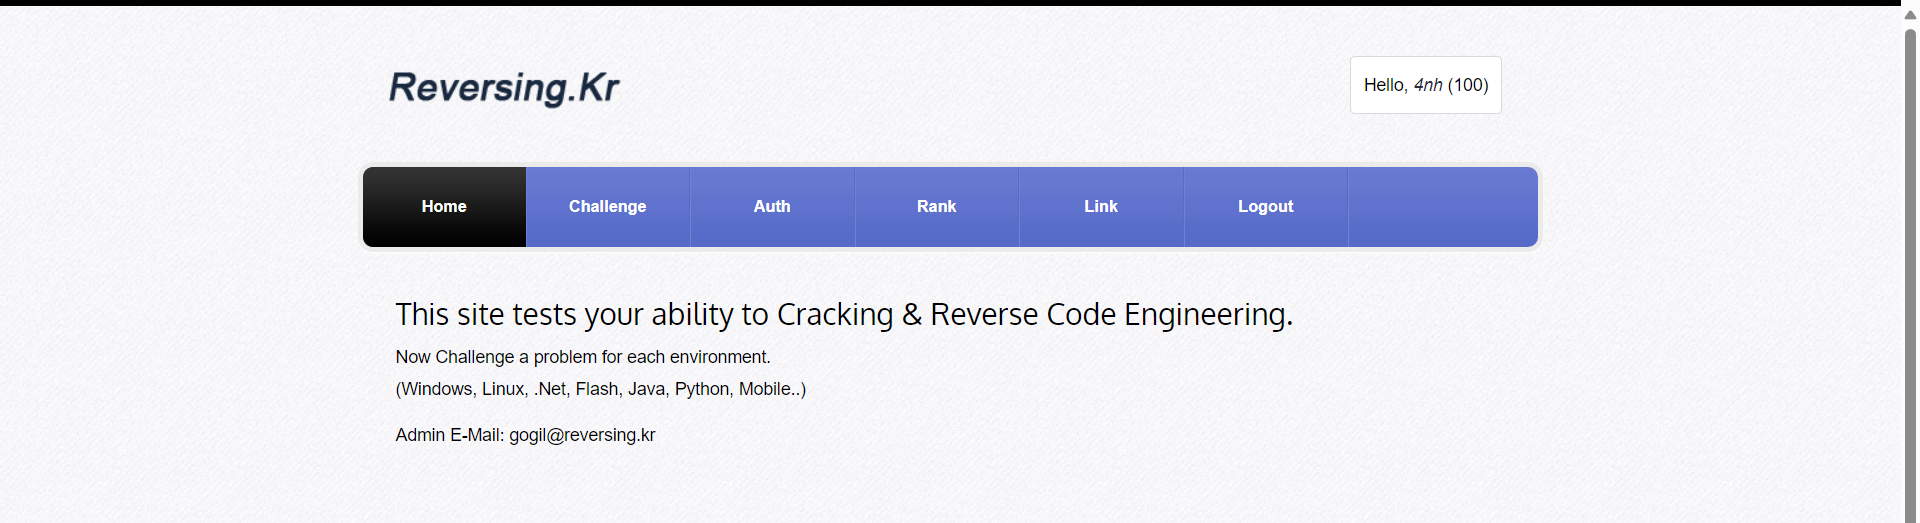 Reversing.Kr
Hello, 4nh (100)
Home Challenge Auth Rank Link Logout
This site tests your ability to Cracking & Reverse Code Engineering.
Now Challenge a problem for each environment.
(Windows, Linux, .Net, Flash, Java, Python, Mobile..)
Admin E-Mail: gogil@reversing.kr